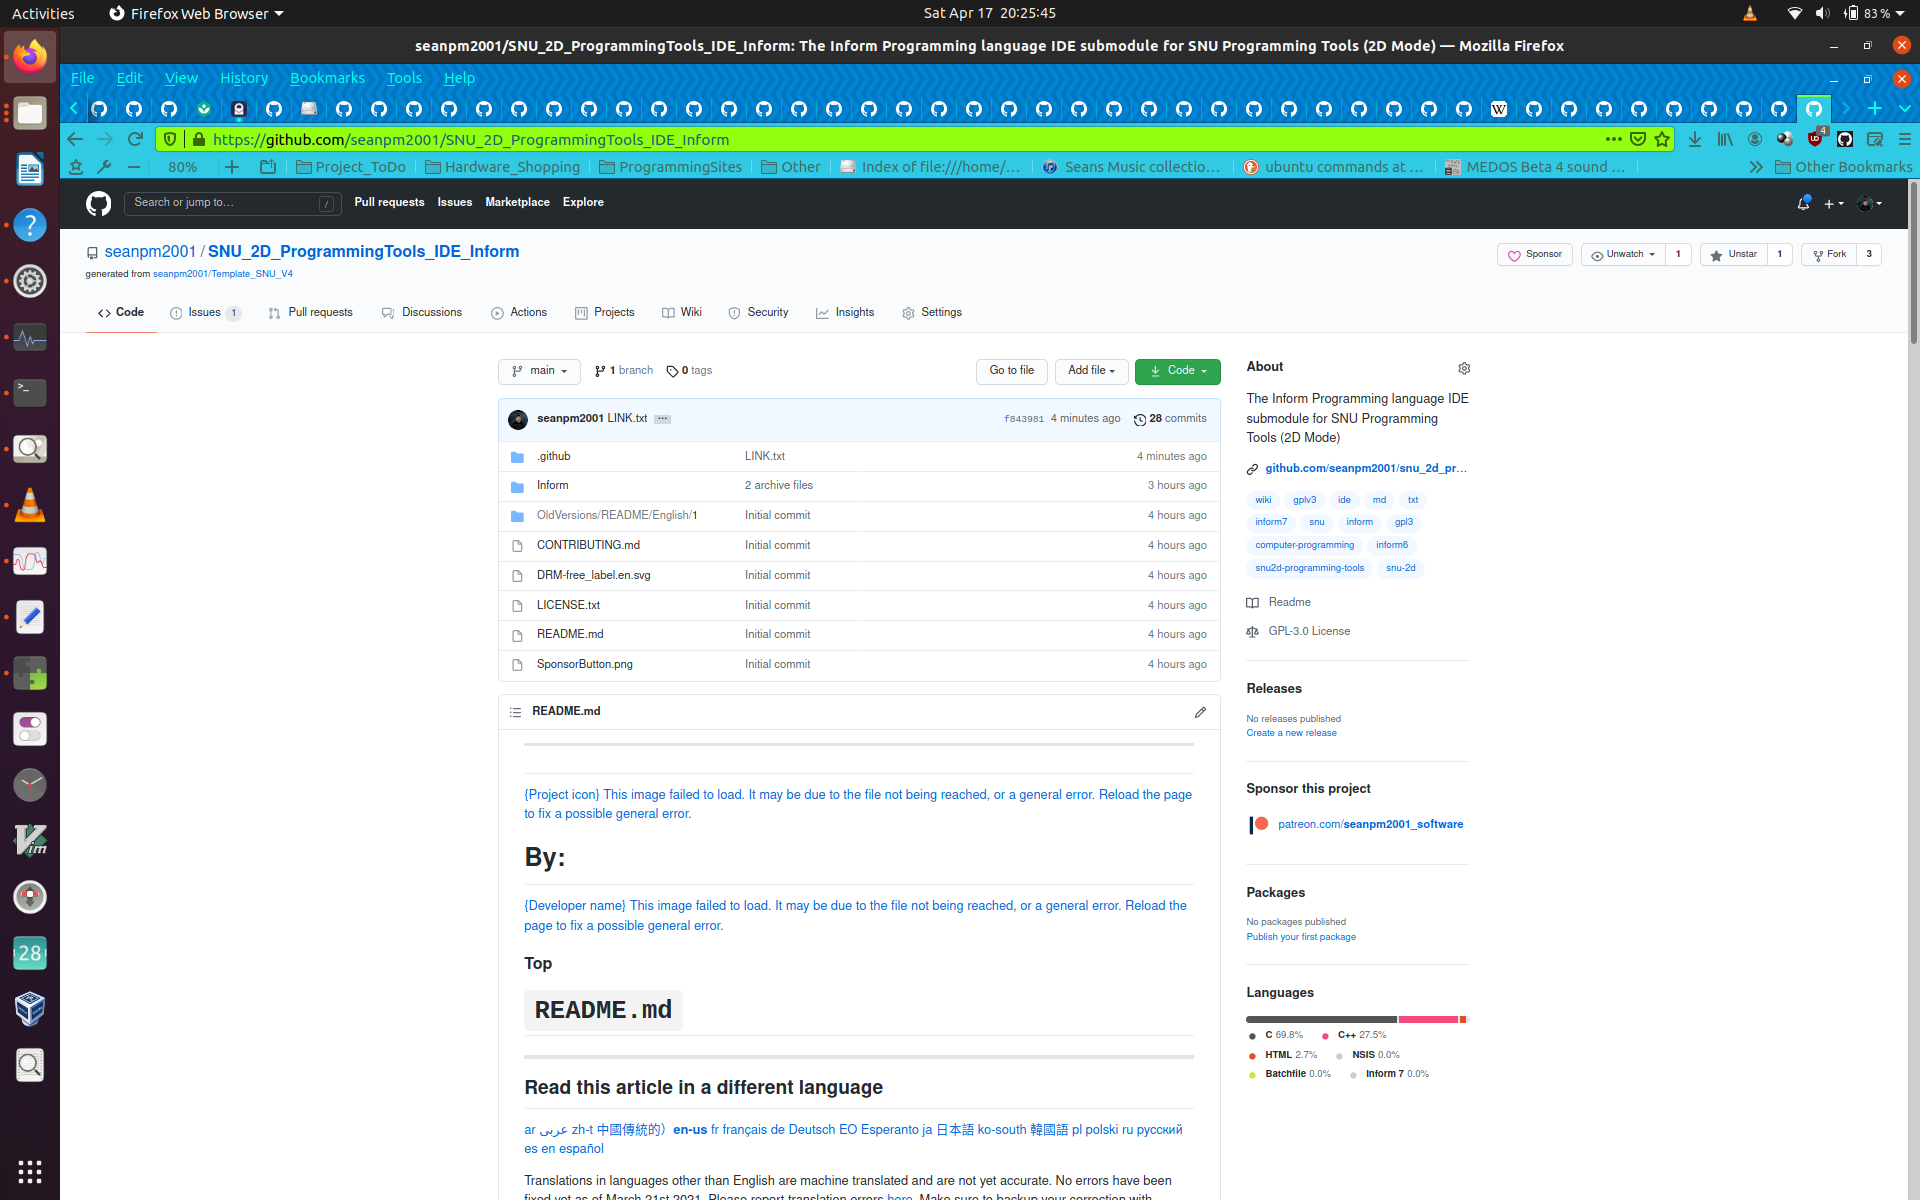 Activities
Firefox Web Browser
Sat Apr 17 20:25:45
83 %
seanpm2001/SNU_2D_ProgrammingTools_IDE_Inform: The Inform Programming language IDE submodule for SNU Programming Tools (2D Mode) — Mozilla Firefox
File Edit View History Bookmarks Tools Help
W
https://github.com/seanpm2001/SNU_2D_ProgrammingTools_IDE_Inform
4
80%
Project_ToDo
Hardware_Shopping
ProgrammingSites
Other
Index of file:///home/…
Seans Music collectio…
ubuntu commands at …
MEDOS Beta 4 sound …
Other Bookmarks
Search or jump to…
/
Pull requests Issues Marketplace Explore
seanpm2001 / SNU_2D_ProgrammingTools_IDE_Inform
generated from seanpm2001/Template_SNU_V4
Sponsor
Unwatch 1
Unstar 1
Fork 3
Code
Issues 1
Pull requests
Discussions
Actions
Projects
Wiki
Security
Insights
Settings
main
1 branch
0 tags
Go to file
Add file
Code
seanpm2001 LINK.txt
f843981 4 minutes ago
28 commits
.github LINK.txt 4 minutes ago
Inform 2 archive files 3 hours ago
OldVersions/README/English/1 Initial commit 4 hours ago
CONTRIBUTING.md Initial commit 4 hours ago
DRM-free_label.en.svg Initial commit 4 hours ago
LICENSE.txt Initial commit 4 hours ago
README.md Initial commit 4 hours ago
SponsorButton.png Initial commit 4 hours ago
README.md
{Project icon} This image failed to load. It may be due to the file not being reached, or a general error. Reload the page
to fix a possible general error.
By:
{Developer name} This image failed to load. It may be due to the file not being reached, or a general error. Reload the
page to fix a possible general error.
Top
README.md
Read this article in a different language
ar عربى zh-t 中國傳統的）en-us fr français de Deutsch EO Esperanto ja 日本語 ko-south 韓國語 pl polski ru русский
es en español
Translations in languages other than English are machine translated and are not yet accurate. No errors have been
fixed yet as of March 21st 2021. Please report translation errors here. Make sure to backup your correction with
About
The Inform Programming language IDE
submodule for SNU Programming
Tools (2D Mode)
github.com/seanpm2001/snu_2d_pr…
wiki gplv3 ide md txt
inform7 snu inform gpl3
computer-programming inform6
snu2d-programming-tools snu-2d
Readme
GPL-3.0 License
Releases
No releases published
Create a new release
Sponsor this project
patreon.com/seanpm2001_software
Packages
No packages published
Publish your first package
Languages
C 69.8% C++ 27.5%
HTML 2.7% NSIS 0.0%
Batchfile 0.0% Inform 7 0.0%
28